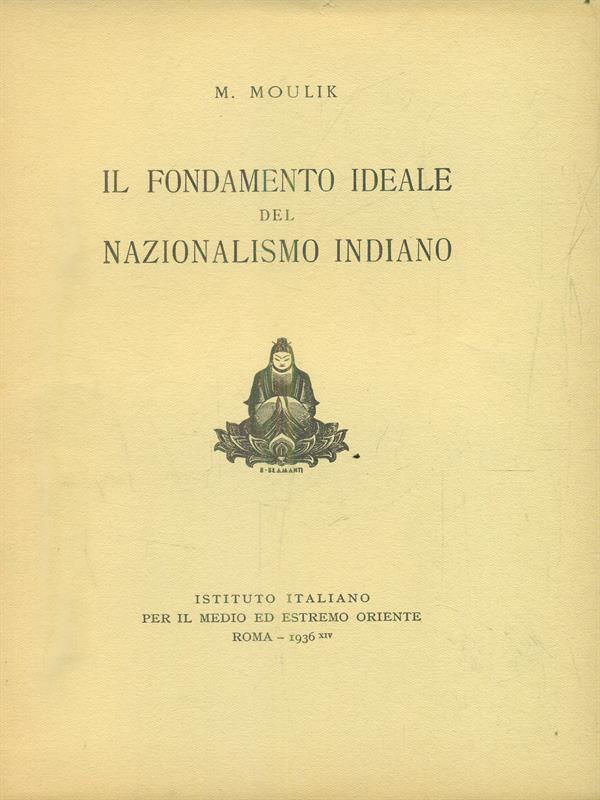 M. MOULIK
IL FONDAMENTO IDEALE
DEL
NAZIONALISMO INDIANO
ISTITUTO ITALIANO
PER IL MEDIO ED ESTREMO ORIENTE
ROMA – 1936 XIV